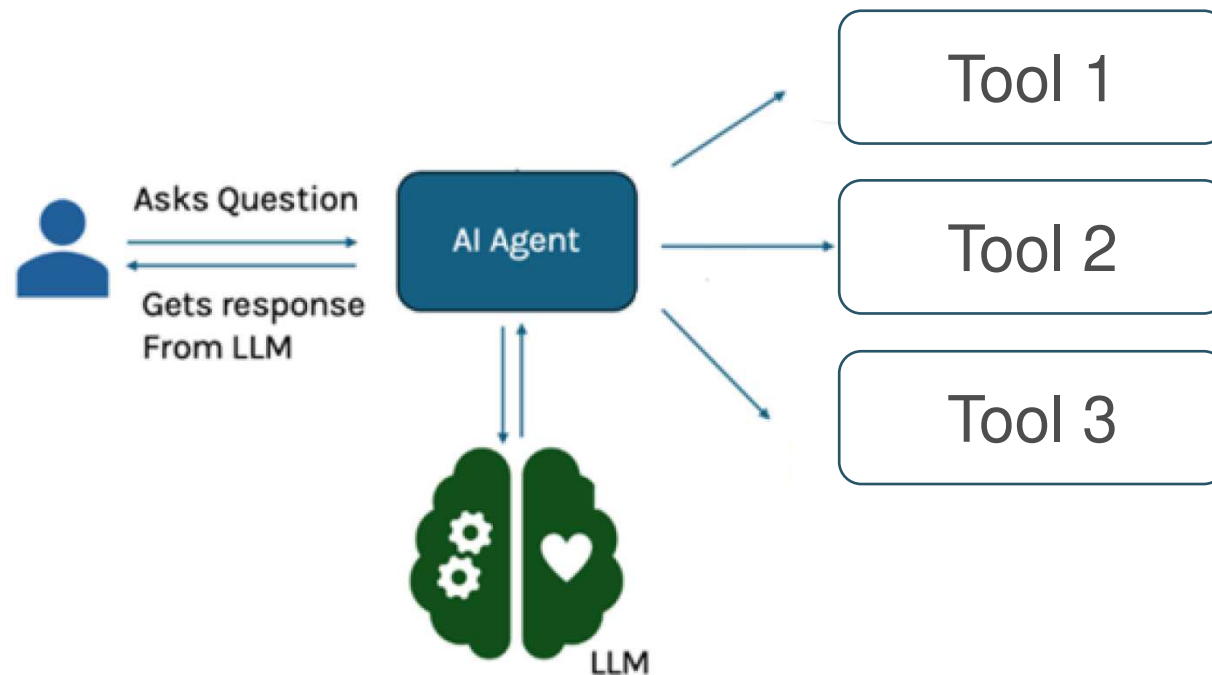 Asks Question
Gets response
From LLM
AI Agent
LLM
Tool 1
Tool 2
Tool 3